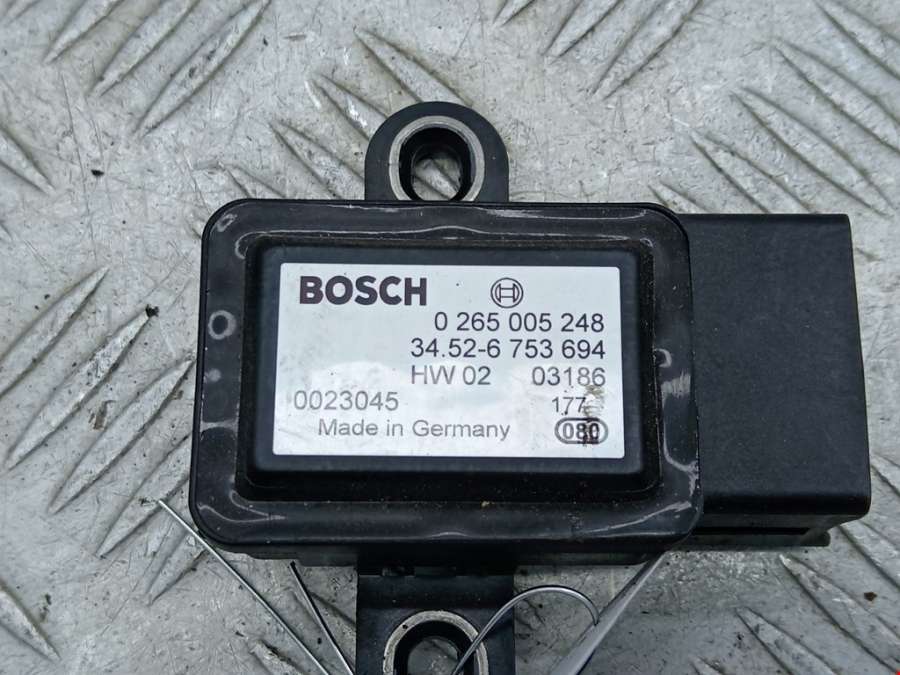 BOSCH
0 265 005 248
34.52-6 753 694
HW 02 03186
0023045 177
Made in Germany 080